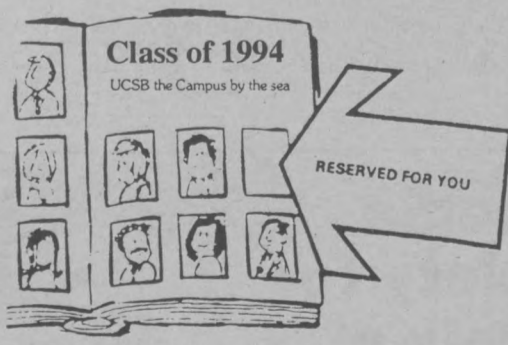 Class of 1994
UCSB the Campus by the sea
RESERVED FOR YOU